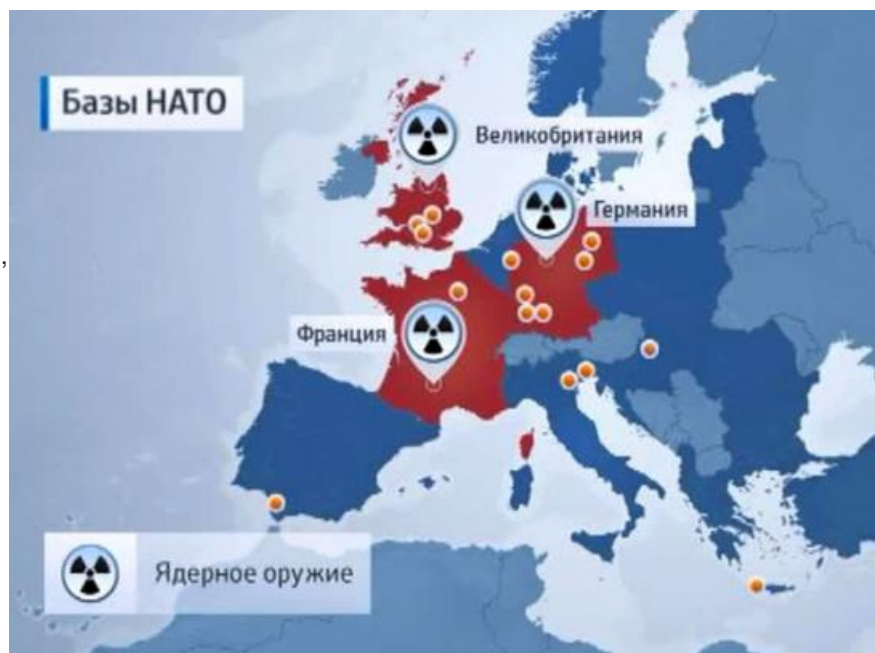 Базы НАТО
Великобритания
Германия
,
Франция
Ядерное оружие